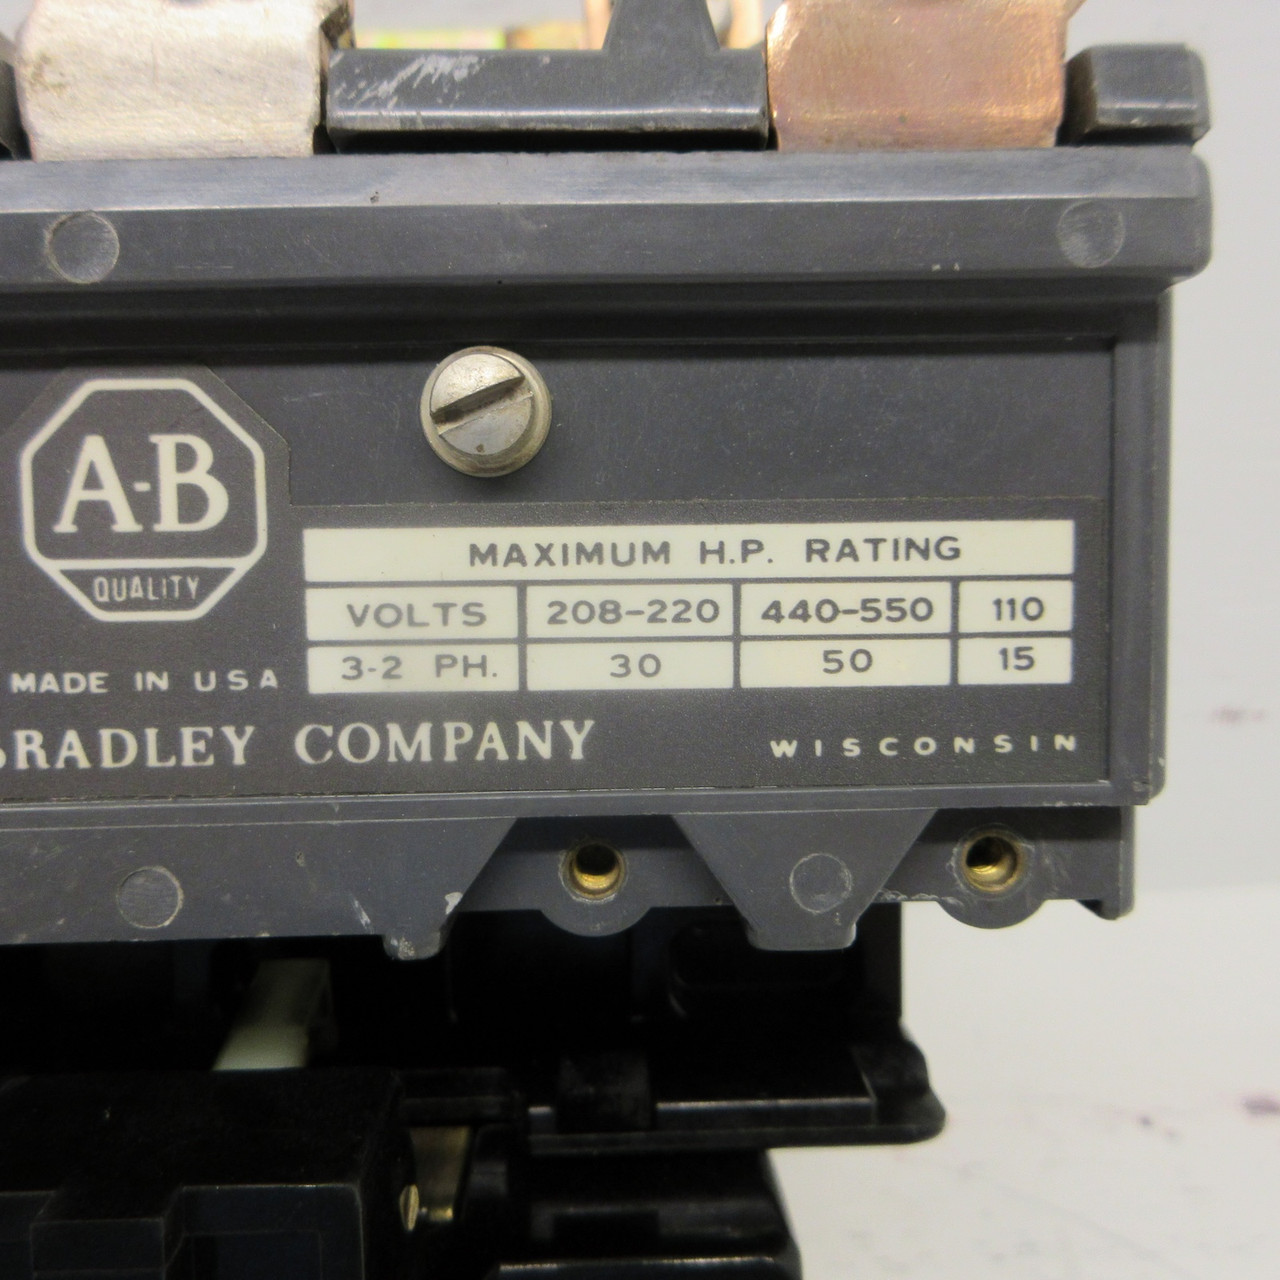 A-B
QUALITY
MAXIMUM H.P. RATING
VOLTS 208-220 440-550 110
3-2 PH. 30 50 15
MADE IN USA
BRADLEY COMPANY WISCONSIN